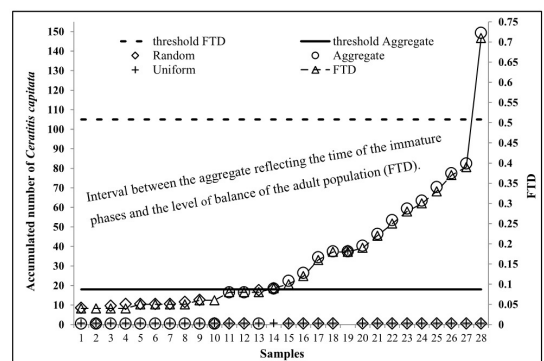 threshold FTD
threshold Aggregate
Random
Aggregate
Uniform
FTD
Accumulated number of Ceratitis capitata
150
140
130
120
110
100
90
80
70
60
50
40
30
20
10
0
Interval between the aggregate reflecting the time of the immature
phases and the level of balance of the adult population (FTD).
0.75
0.7
0.65
0.6
0.55
0.5
0.45
0.4
0.35
0.3
0.25
0.2
0.15
0.1
0.05
0
FTD
1 2 3 4 5 6 7 8 9 10 11 12 13 14 15 16 17 18 19 20 21 22 23 24 25 26 27 28
Samples